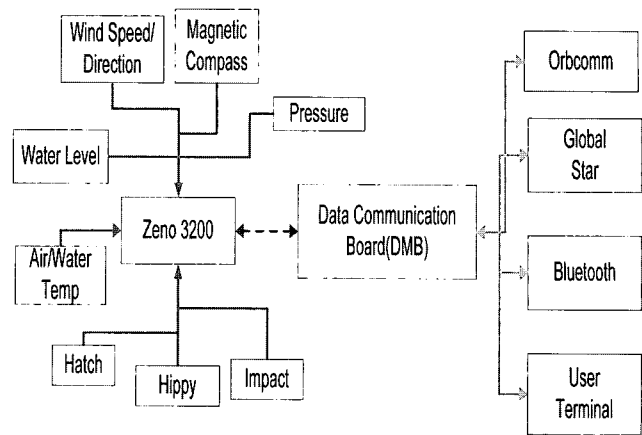 Wind Speed/
Direction
Magnetic
Compass
Pressure
Water Level
Zeno 3200
Air/Water
Temp
Hatch
Hippy
Impact
Data Communication
Board(DMB)
Orbcomm
Global
Star
Bluetooth
User
Terminal